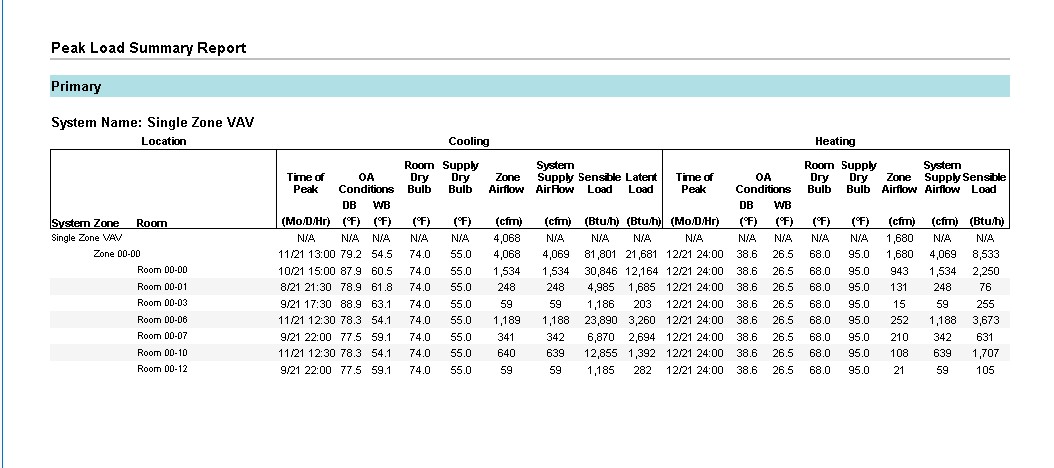 Peak Load Summary Report
Primary
System Name: Single Zone VAV
Location Cooling Heating
Room Supply System Room Supply System
Time of OA Dry Dry Zone Supply Sensible Latent Time of OA Dry Dry Zone Supply Sensible
Peak Conditions Bulb Bulb Airflow AirFlow Load Load Peak Conditions Bulb Bulb Airflow Airflow Load
DB WB DB WB
System Zone Room (Mo/D/Hr) (°F) (°F) (°F) (°F) (cfm) (cfm) (Btu/h) (Btu/h) (Mo/D/Hr) (°F) (°F) (°F) (°F) (cfm) (cfm) (Btu/h)
Single Zone VAV N/A N/A N/A N/A N/A 4,068 N/A N/A N/A N/A N/A N/A N/A N/A 1,680 N/A N/A
Zone 00-00 11/21 13:00 79.2 54.5 74.0 55.0 4,068 4,069 81,801 21,681 12/21 24:00 38.6 26.5 68.0 95.0 1,680 4,069 8,533
Room 00-00 10/21 15:00 87.9 60.5 74.0 55.0 1,534 1,534 30,846 12,164 12/21 24:00 38.6 26.5 68.0 95.0 943 1,534 2,250
Room 00-01 8/21 21:30 78.9 61.8 74.0 55.0 248 248 4,985 1,685 12/21 24:00 38.6 26.5 68.0 95.0 131 248 76
Room 00-03 9/21 17:30 88.9 63.1 74.0 55.0 59 59 1,186 203 12/21 24:00 38.6 26.5 68.0 95.0 15 59 255
Room 00-06 11/21 12:30 78.3 54.1 74.0 55.0 1,189 1,188 23,890 3,260 12/21 24:00 38.6 26.5 68.0 95.0 252 1,188 3,673
Room 00-07 9/21 22:00 77.5 59.1 74.0 55.0 341 342 6,870 2,694 12/21 24:00 38.6 26.5 68.0 95.0 210 342 631
Room 00-10 11/21 12:30 78.3 54.1 74.0 55.0 640 639 12,855 1,392 12/21 24:00 38.6 26.5 68.0 95.0 108 639 1,707
Room 00-12 9/21 22:00 77.5 59.1 74.0 55.0 59 59 1,185 282 12/21 24:00 38.6 26.5 68.0 95.0 21 59 105